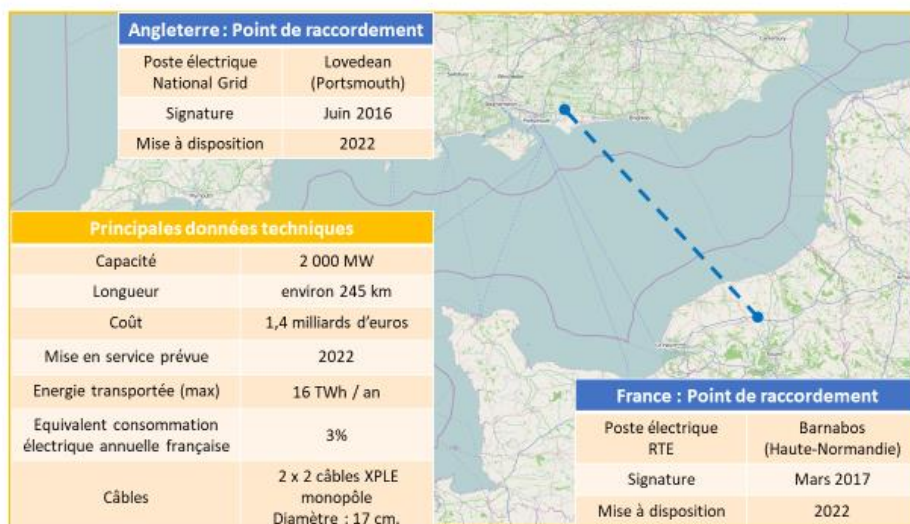 Angleterre : Point de raccordement
Poste électrique Lovedean
National Grid (Portsmouth)
Signature Juin 2016
Mise à disposition 2022
Principales données techniques
Capacité 2 000 MW
Longueur environ 245 km
Coût 1,4 milliards d'euros
Mise en service prévue 2022
Energie transportée (max) 16 TWh / an
Equivalent consommation
électrique annuelle française 3%
Câbles 2 x 2 câbles XPLE
monopôle
Diamètre : 17 cm.
France : Point de raccordement
Poste électrique Barnabos
RTE (Haute-Normandie)
Signature Mars 2017
Mise à disposition 2022